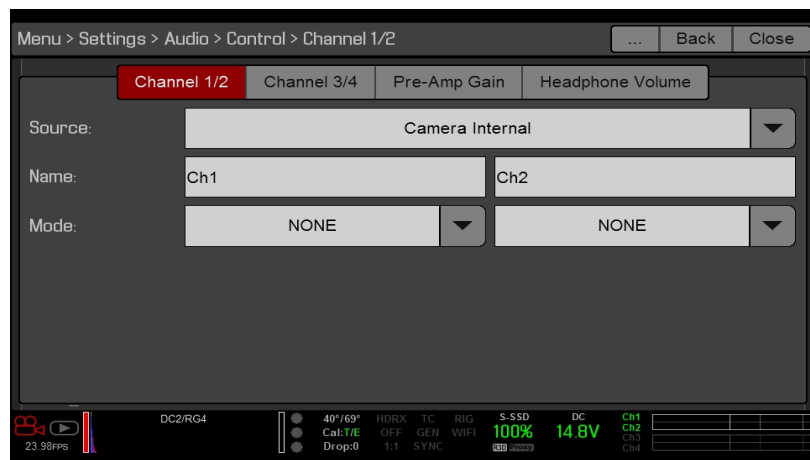 Menu > Settings > Audio > Control > Channel 1/2 ... Back Close
Channel 1/2 Channel 3/4 Pre-Amp Gain Headphone Volume
Source: Camera Internal
Name: Ch1 Ch2
Mode: NONE NONE
DC2/RG4 40°/69° HDRX TC RIG S-SSD DC Ch1
Cal:T/E OFF GEN WIFI 100% 14.8V Ch2
23.98FPS Drop:0 1:1 SYNC R3D Proxy Ch3
Ch4